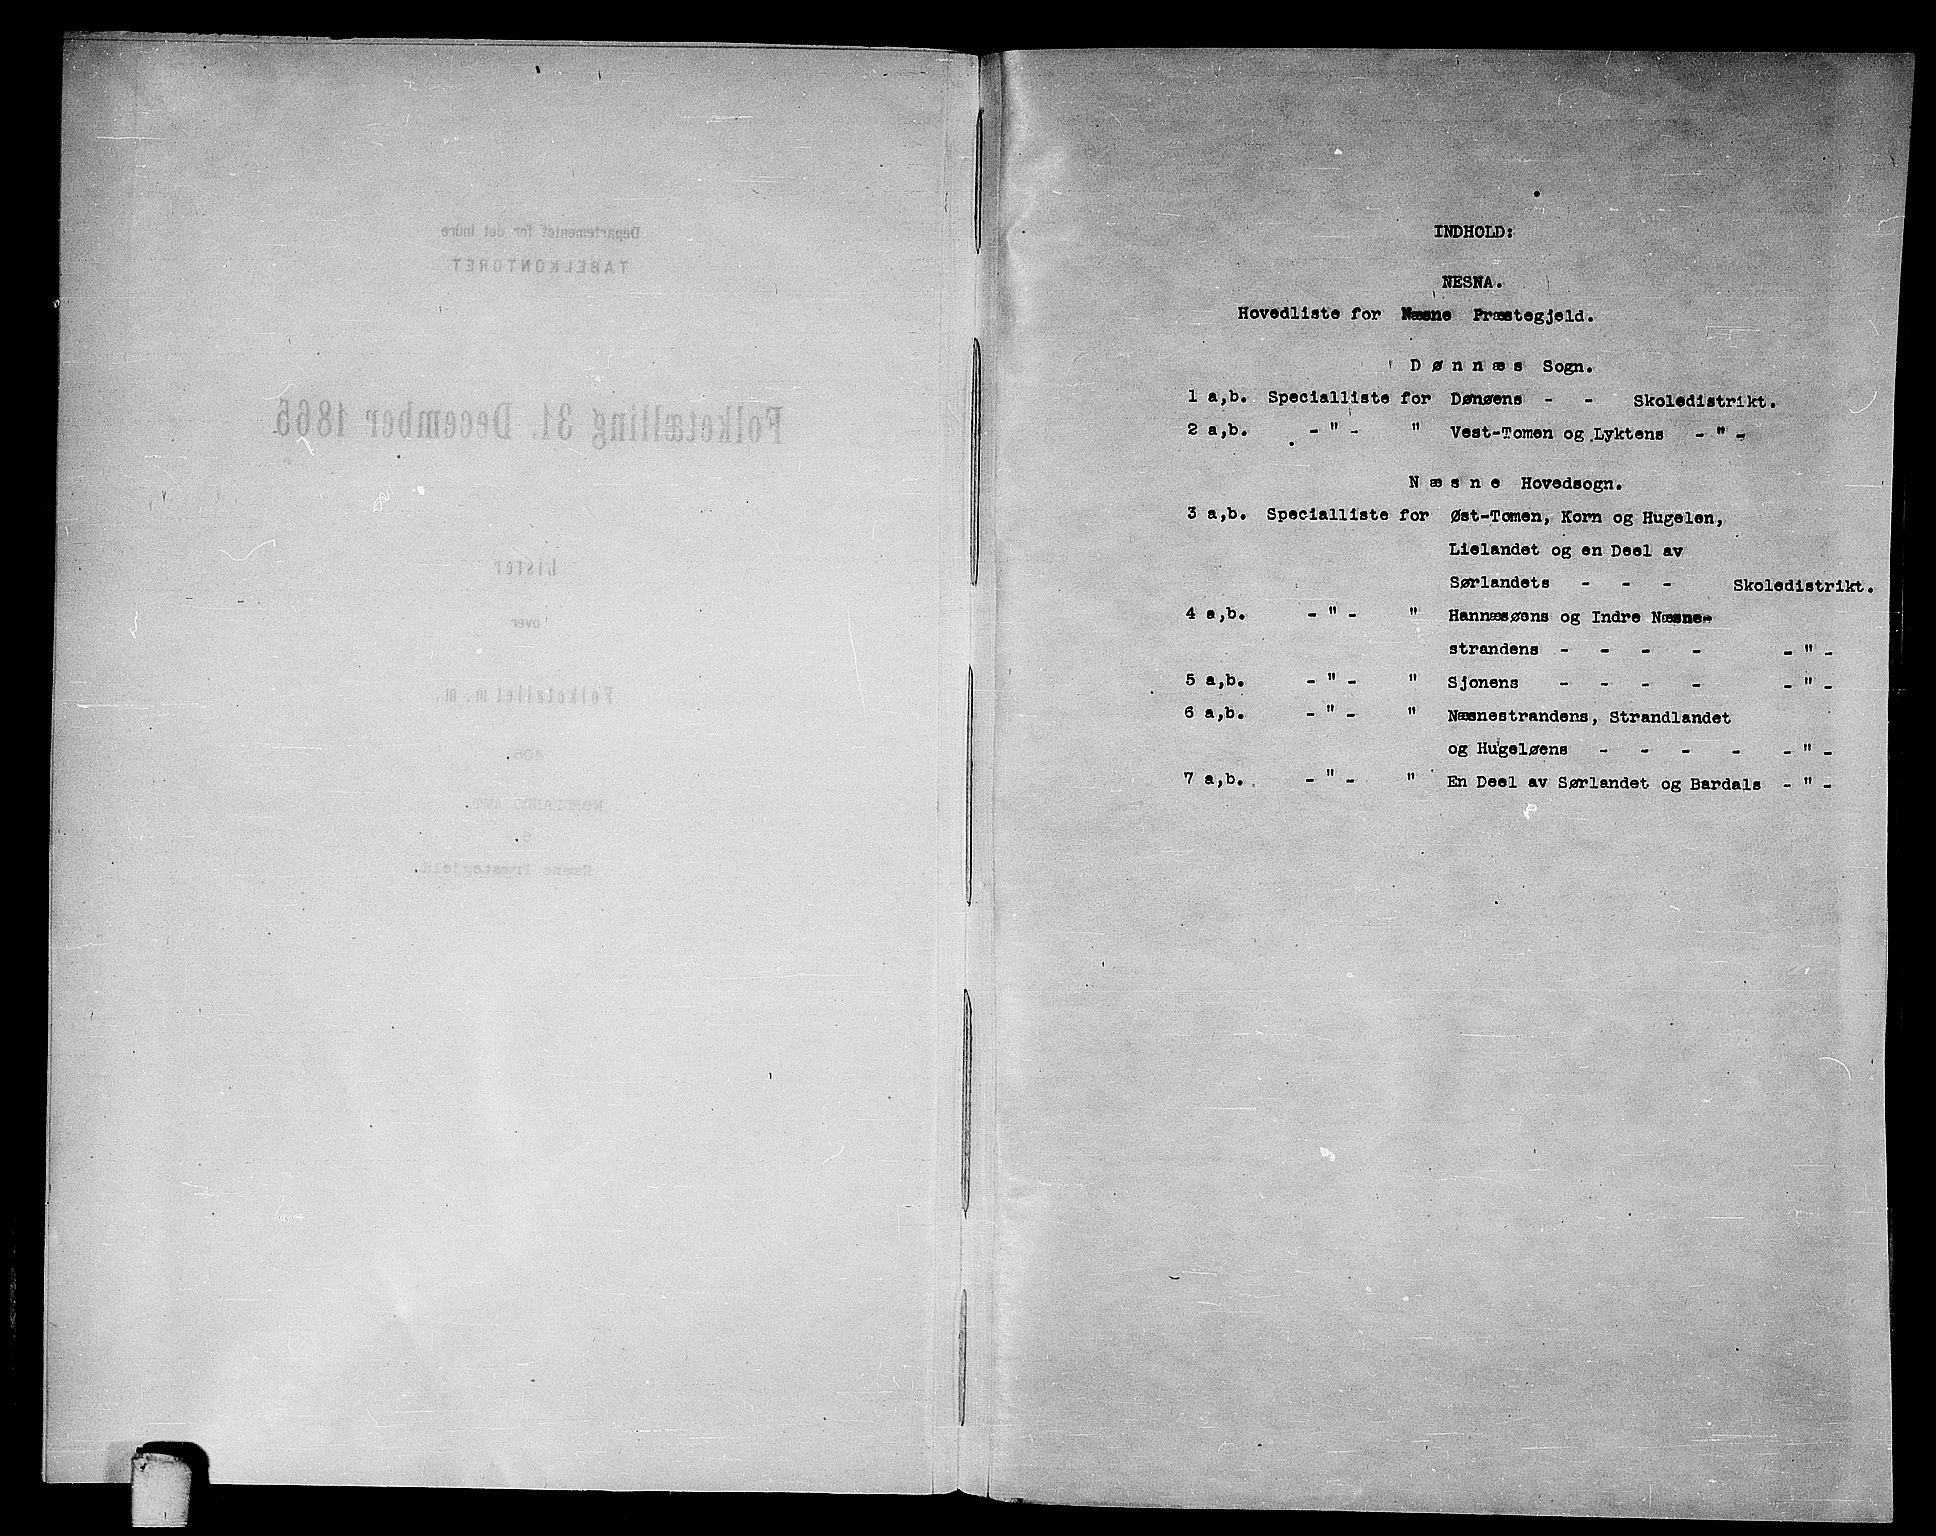 Departementet for det Indre
TABELKONTORET
Folketælling 31. December 1865
Lister
over
Folketallet m. m.
408.
Næsne Præstegjeld.
INDHOLD:
NESNA.
Hovedliste for Næsne Præstegjeld.
Dønnæs Sogn.
1 a,b. Specialliste for Dønøens - - Skoledistrikt.
2 a,b. - " - " Vest-Tomen og Lyktens - " -
Næsne Hovedsogn.
3 a,b. Specialliste for Øst-Tomen, Korn og Hugelen,
Lielandet og en Deel av
Sørlandets - - - Skoledistrikt.
4 a,b. - " - " Hannæsøens og Indre Næsne-
strandens - - - - - " -
5 a,b. - " - " Sjonens - - - - - " -
6 a,b. - " - " Næsnestrandens, Strandlandet
og Hugeløens - - - - - " -
7 a,b. - " - " En Deel av Sørlandet og Bardals - " -